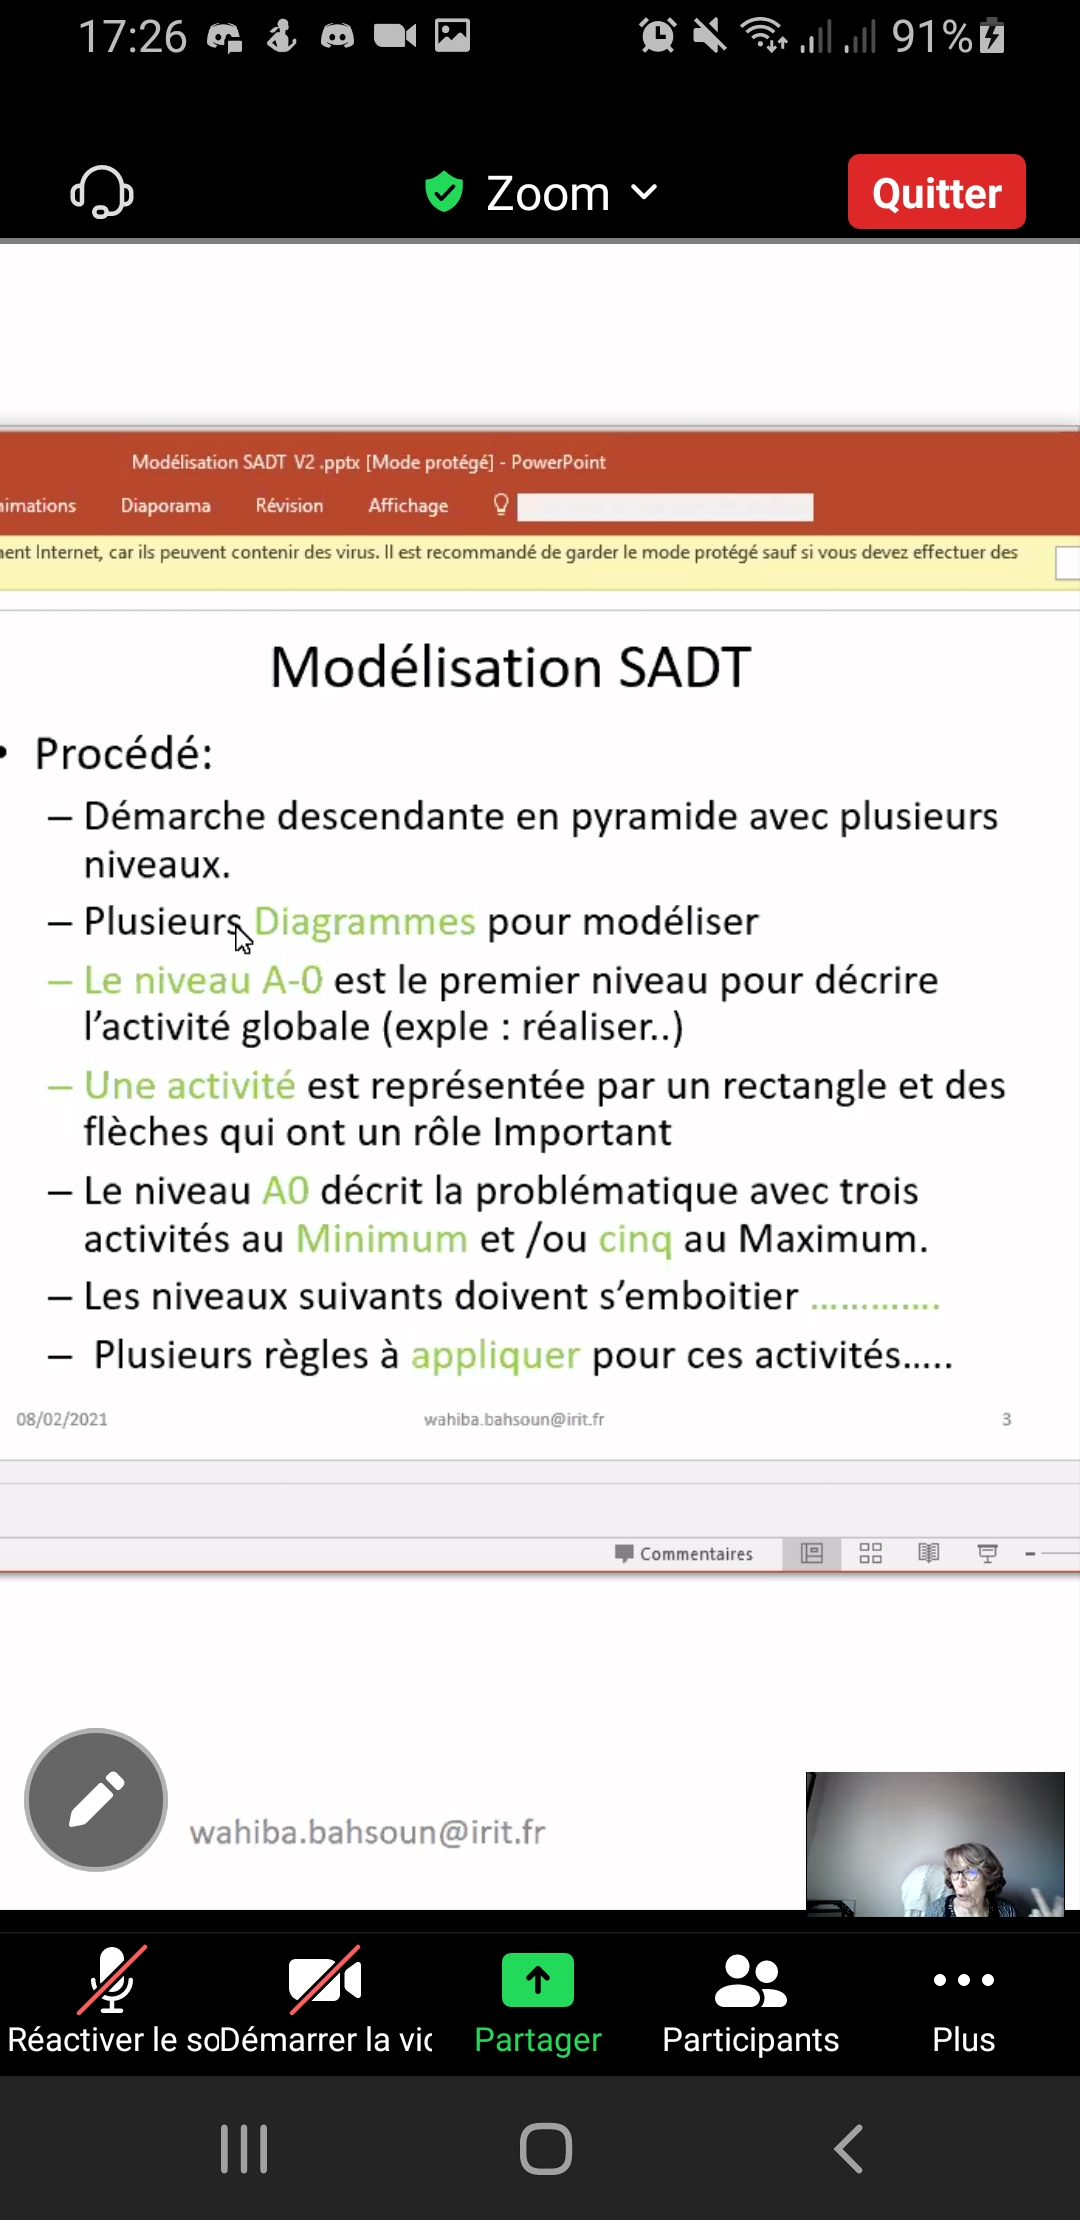 17:26
91%
Zoom
Quitter
Modélisation SADT V2 .pptx [Mode protégé] - PowerPoint
nimations Diaporama Révision Affichage
ent Internet, car ils peuvent contenir des virus. Il est recommandé de garder le mode protégé sauf si vous devez effectuer des
Modélisation SADT
• Procédé:
– Démarche descendante en pyramide avec plusieurs
niveaux.
– Plusieurs Diagrammes pour modéliser
– Le niveau A-0 est le premier niveau pour décrire
l’activité globale (exple : réaliser..)
– Une activité est représentée par un rectangle et des
flèches qui ont un rôle Important
– Le niveau A0 décrit la problématique avec trois
activités au Minimum et /ou cinq au Maximum.
– Les niveaux suivants doivent s’emboitier .............
– Plusieurs règles à appliquer pour ces activités.....
08/02/2021 wahiba.bahsoun@irit.fr 3
Commentaires
wahiba.bahsoun@irit.fr
Réactiver le so Démarrer la vic Partager Participants Plus